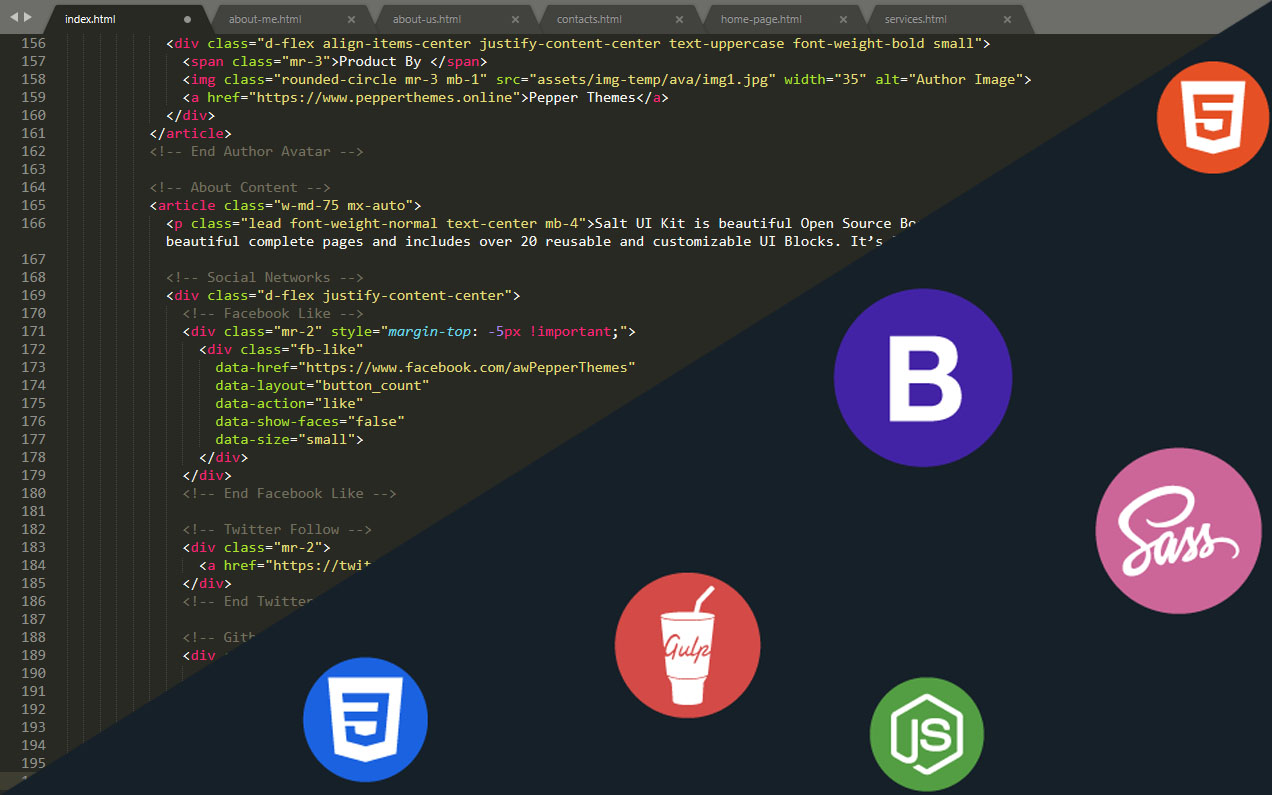 index.html
about-me.html
about-us.html
contacts.html
home-page.html
services.html
156 <div class="d-flex align-items-center justify-content-center text-uppercase font-weight-bold small">
157 <span class="mr-3">Product By </span>
158 <img class="rounded-circle mr-3 mb-1" src="assets/img-temp/ava/img1.jpg" width="35" alt="Author Image">
159 <a href="https://www.pepperthemes.online">Pepper Themes</a>
160 </div>
161 </article>
162 <!-- End Author Avatar -->
163
164 <!-- About Content -->
165 <article class="w-md-75 mx-auto">
166 <p class="lead font-weight-normal text-center mb-4">Salt UI Kit is beautiful Open Source
beautiful complete pages and includes over 20 reusable and customizable UI Blocks. It’s
167
168 <!-- Social Networks -->
169 <div class="d-flex justify-content-center">
170 <!-- Facebook Like -->
171 <div class="mr-2" style="margin-top: -5px !important;">
172 <div class="fb-like"
173 data-href="https://www.facebook.com/awPepperThemes"
174 data-layout="button_count"
175 data-action="like"
176 data-show-faces="false"
177 data-size="small">
178 </div>
179 </div>
180 <!-- End Facebook Like -->
181
182 <!-- Twitter Follow -->
183 <div class="mr-2">
184 <a href="https://twit
185 </div>
186 <!-- End Twitter
187
188 <!-- Gith
189 <div
190
191
192
193
194
195
5
B
Sass
Gulp
3
JS